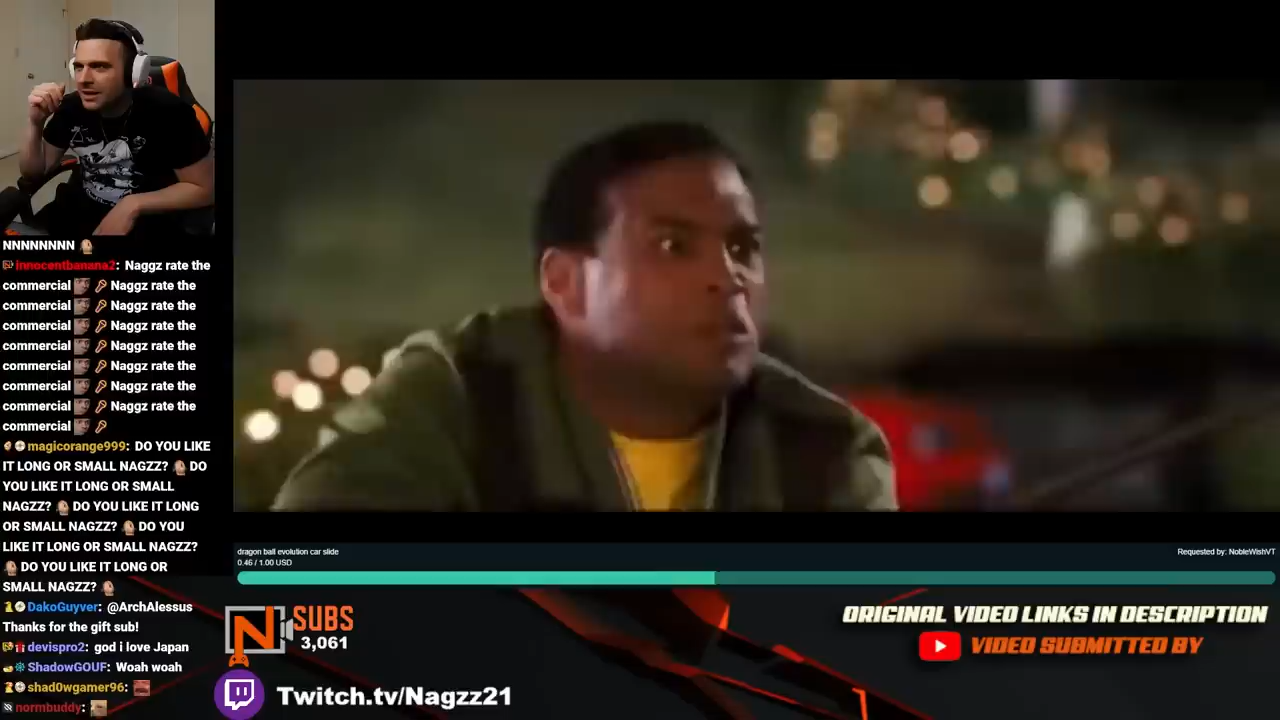 NNNNNNNN
innocentbanana2: Naggz rate the
commercial Naggz rate the
commercial Naggz rate the
commercial Naggz rate the
commercial Naggz rate the
commercial Naggz rate the
commercial Naggz rate the
commercial Naggz rate the
commercial
magicorange999: DO YOU LIKE
IT LONG OR SMALL NAGZZ? DO
YOU LIKE IT LONG OR SMALL
NAGZZ? DO YOU LIKE IT LONG
OR SMALL NAGZZ? DO YOU
LIKE IT LONG OR SMALL NAGZZ?
DO YOU LIKE IT LONG OR
SMALL NAGZZ?
DakoGuyver: @ArchAlessus
Thanks for the gift sub!
devispro2: god i love Japan
ShadowGOUF: Woah woah
shad0wgamer96:
normbuddy:
dragon ball evolution car slide
Requested by: NobleWishVT
0.46 / 1.00 USD
N SUBS
3,061
Twitch.tv/Nagzz21
ORIGINAL VIDEO LINKS IN DESCRIPTION
VIDEO SUBMITTED BY